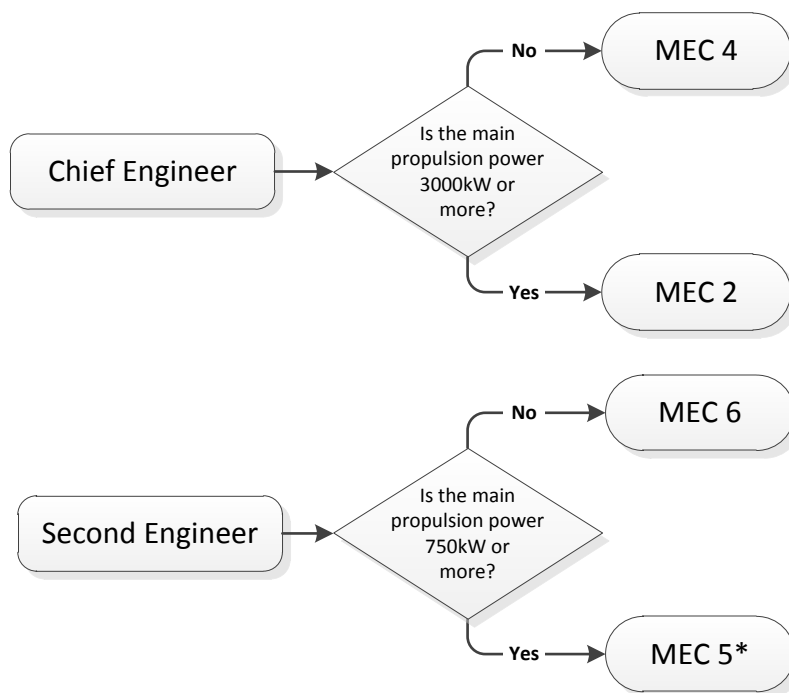 No
MEC 4
Is the main
propulsion power
3000kW or
more?
Chief Engineer
Yes
MEC 2
No
MEC 6
Is the main
propulsion power
750kW or
more?
Second Engineer
Yes
MEC 5*